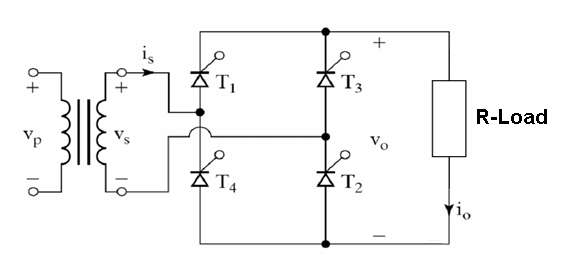 i_s
+
T_1
T_3
+
+
v_p
v_s
v_o
R-Load
T_4
T_2
−
−
i_o
−